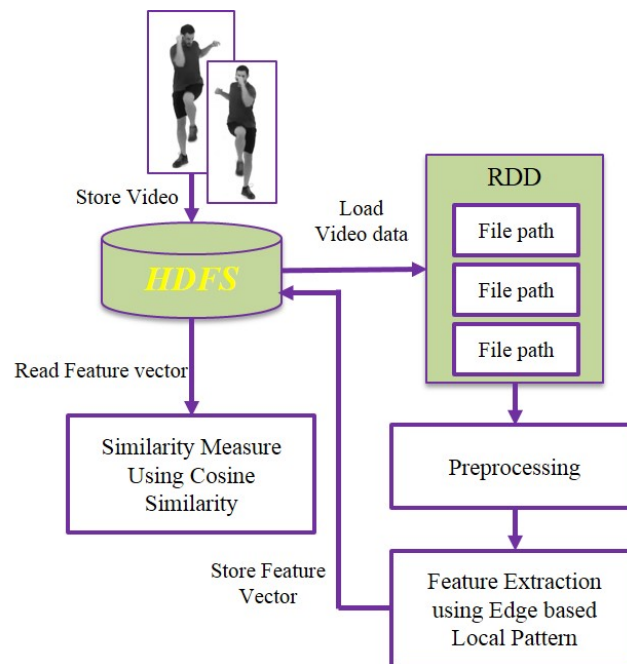 Store Video
HDFS
Load
Video data
RDD
File path
File path
File path
Read Feature vector
Similarity Measure
Using Cosine
Similarity
Preprocessing
Store Feature
Vector
Feature Extraction
using Edge based
Local Pattern